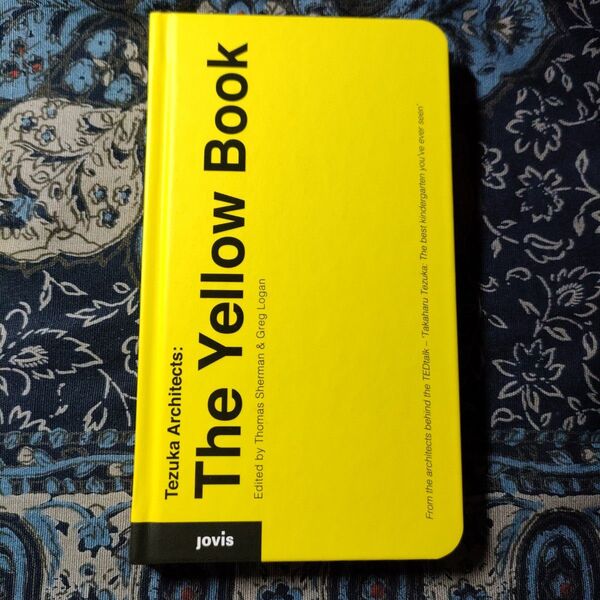 Tezuka Architects:
The Yellow Book
Edited by Thomas Sherman & Greg Logan
From the architects behind the TEDtalk – 'Takaharu Tezuka: The best kindergarten you've ever seen'
jovis